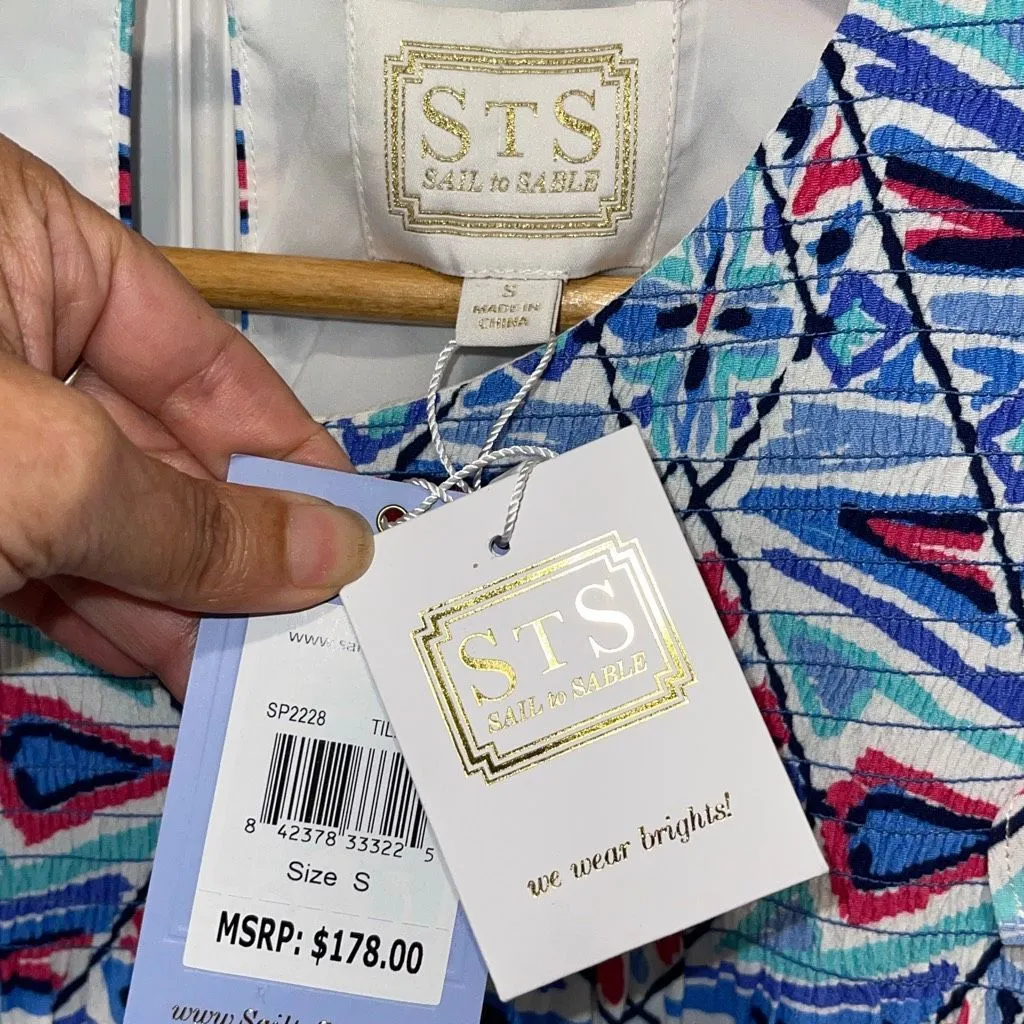 STS
SAIL to SABLE
S
MADE IN
CHINA
STS
SAIL to SABLE
we wear brights!
SP2228
8 42378 33322 5
Size S
MSRP: $178.00